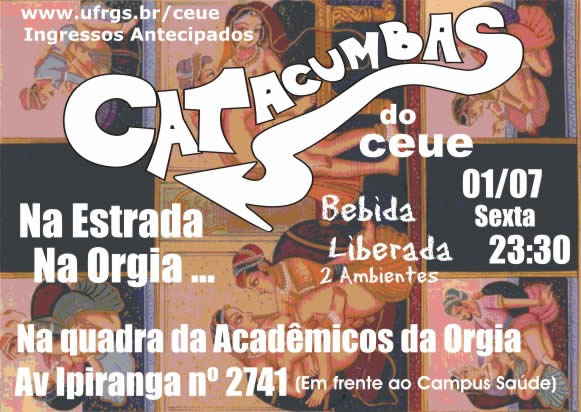 www.ufrgs.br/ceue
Ingressos Antecipados
CATACUMBAS
do
ceue
01/07
Sexta
23:30
Na Estrada
Na Orgia ...
Bebida
Liberada
2 Ambientes
Na quadra da Acadêmicos da Orgia
Av Ipiranga nº 2741 (Em frente ao Campus Saúde)